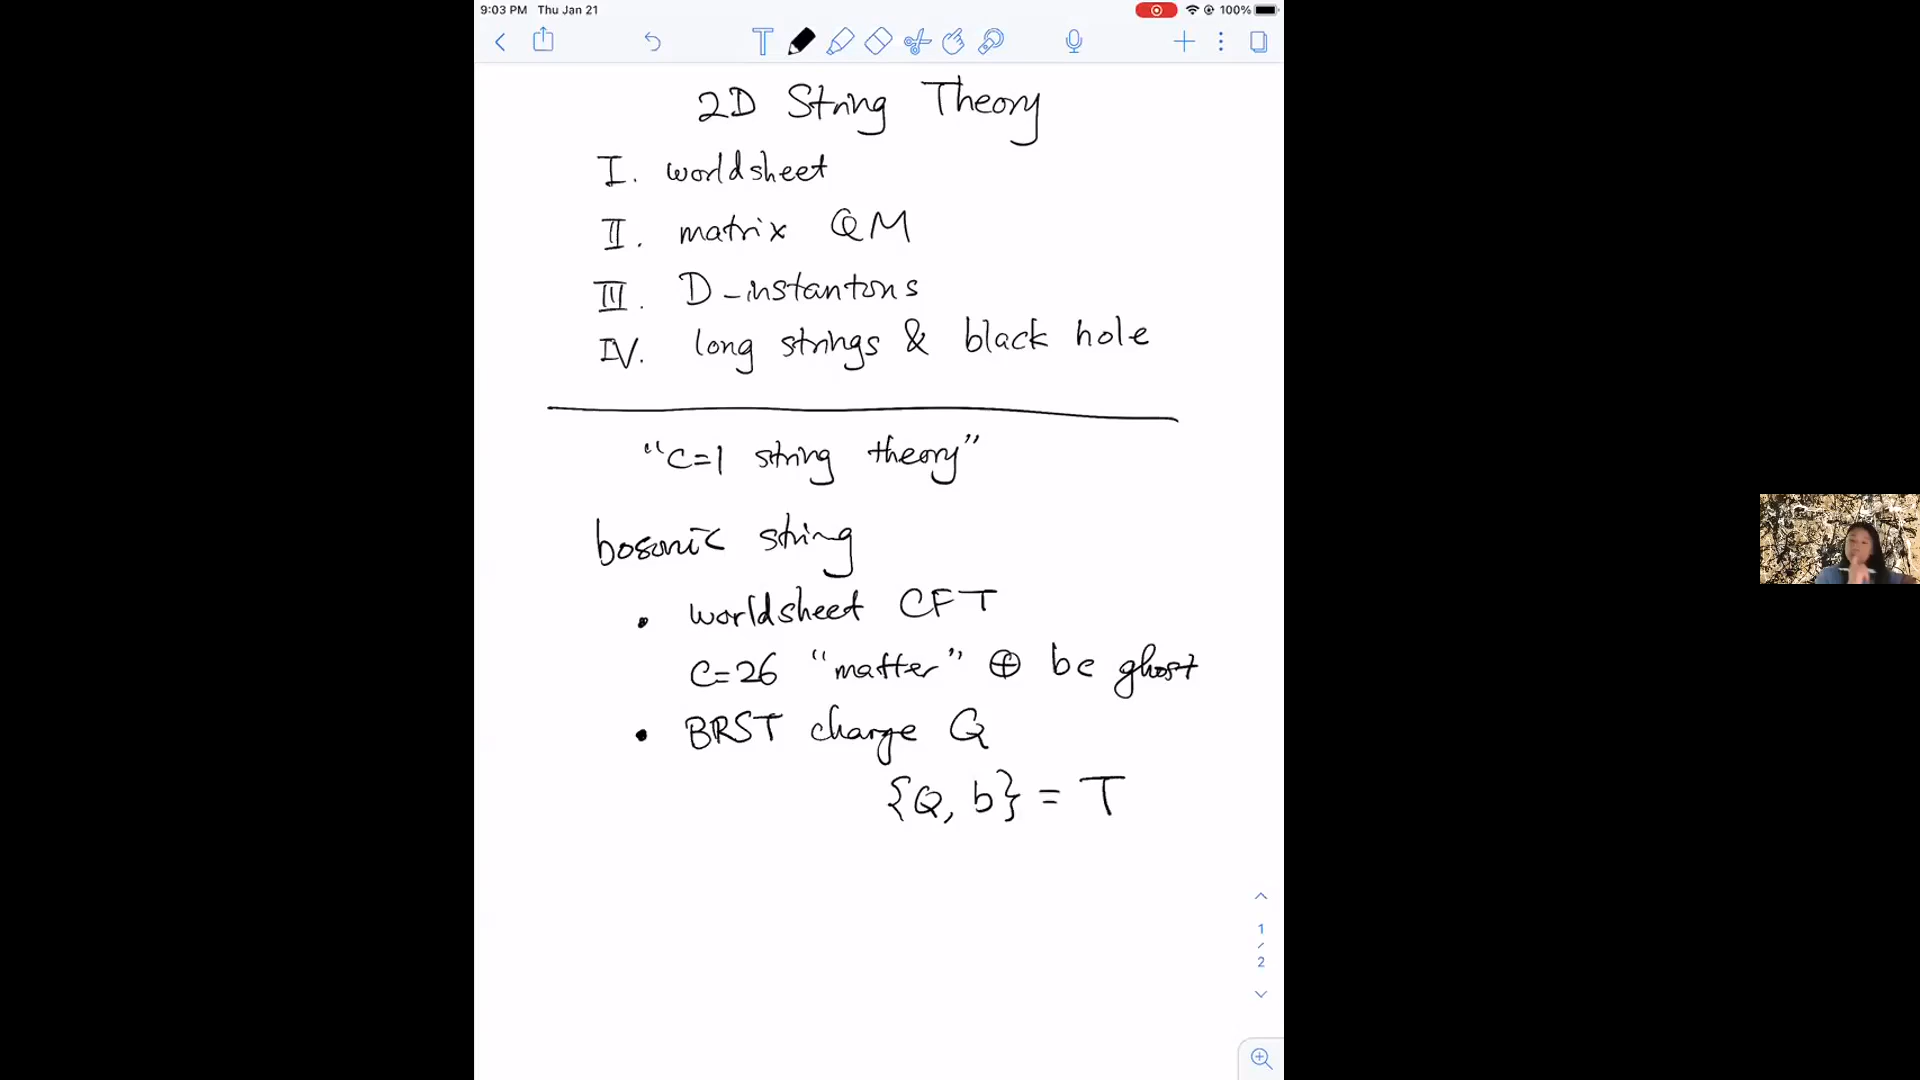 9:03 PM Thu Jan 21 100%
2D String Theory
I. worldsheet
II. matrix QM
III. D-instantons
IV. long strings & black hole
"c=1 string theory"
bosonic string
• worldsheet CFT
c=26 "matter" ⊕ bc ghost
• BRST charge Q
{Q, b} = T
1
/
2